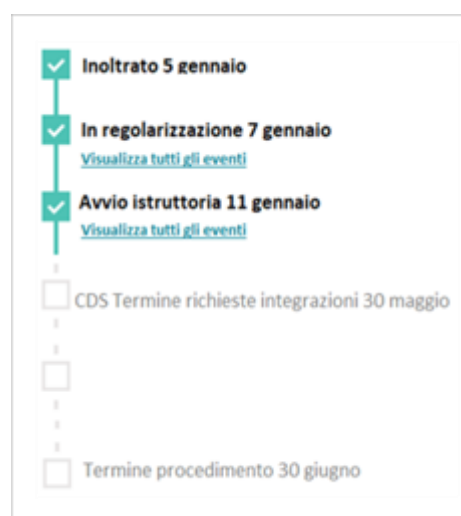 Inoltrato 5 gennaio
In regolarizzazione 7 gennaio
Visualizza tutti gli eventi
Avvio istruttoria 11 gennaio
Visualizza tutti gli eventi
CDS Termine richieste integrazioni 30 maggio
Termine procedimento 30 giugno